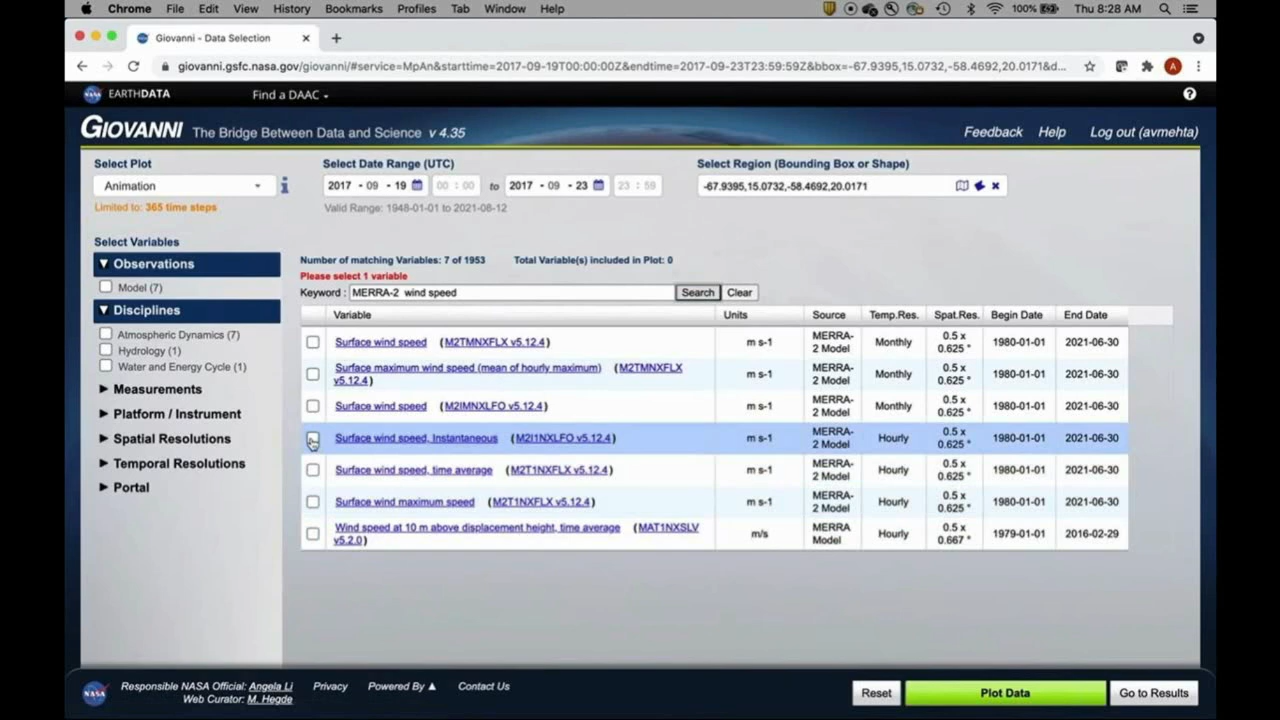 Chrome File Edit View History Bookmarks Profiles Tab Window Help 100% Thu 8:28 AM
Giovanni - Data Selection
giovanni.gsfc.nasa.gov/giovanni/#service=MpAn&starttime=2017-09-19T00:00:00Z&endtime=2017-09-23T23:59:59Z&bbox=-67.9395,15.0732,-58.4692,20.0171&d... A
NASA EARTHDATA Find a DAAC ?
GIOVANNI The Bridge Between Data and Science v 4.35 Feedback Help Log out (avmehta)
Select Plot Select Date Range (UTC) Select Region (Bounding Box or Shape)
Animation i 2017 - 09 - 19 00 : 00 to 2017 - 09 - 23 23 : 59 -67.9395,15.0732,-58.4692,20.0171
Limited to: 365 time steps Valid Range: 1948-01-01 to 2021-08-12
Select Variables
Observations
Model (7)
Disciplines
Atmospheric Dynamics (7)
Hydrology (1)
Water and Energy Cycle (1)
Measurements
Platform / Instrument
Spatial Resolutions
Temporal Resolutions
Portal
Number of matching Variables: 7 of 1953 Total Variable(s) included in Plot: 0
Please select 1 variable
Keyword : MERRA-2 wind speed Search Clear
Variable Units Source Temp.Res. Spat.Res. Begin Date End Date
Surface wind speed (M2TMNXFLX v5.12.4) m s-1 MERRA-2 Model Monthly 0.5 x 0.625 ° 1980-01-01 2021-06-30
Surface maximum wind speed (mean of hourly maximum) (M2TMNXFLX v5.12.4) m s-1 MERRA-2 Model Monthly 0.5 x 0.625 ° 1980-01-01 2021-06-30
Surface wind speed (M2IMNXLFO v5.12.4) m s-1 MERRA-2 Model Monthly 0.5 x 0.625 ° 1980-01-01 2021-06-30
Surface wind speed, Instantaneous (M2I1NXLFO v5.12.4) m s-1 MERRA-2 Model Hourly 0.5 x 0.625 ° 1980-01-01 2021-06-30
Surface wind speed, time average (M2T1NXFLX v5.12.4) m s-1 MERRA-2 Model Hourly 0.5 x 0.625 ° 1980-01-01 2021-06-30
Surface wind maximum speed (M2T1NXFLX v5.12.4) m s-1 MERRA-2 Model Hourly 0.5 x 0.625 ° 1980-01-01 2021-06-30
Wind speed at 10 m above displacement height, time average (MAT1NXSLV v5.2.0) m/s MERRA Model Hourly 0.5 x 0.667 ° 1979-01-01 2016-02-29
NASA Responsible NASA Official: Angela Li Privacy Powered By ▲ Contact Us
Web Curator: M. Hegde
Reset Plot Data Go to Results